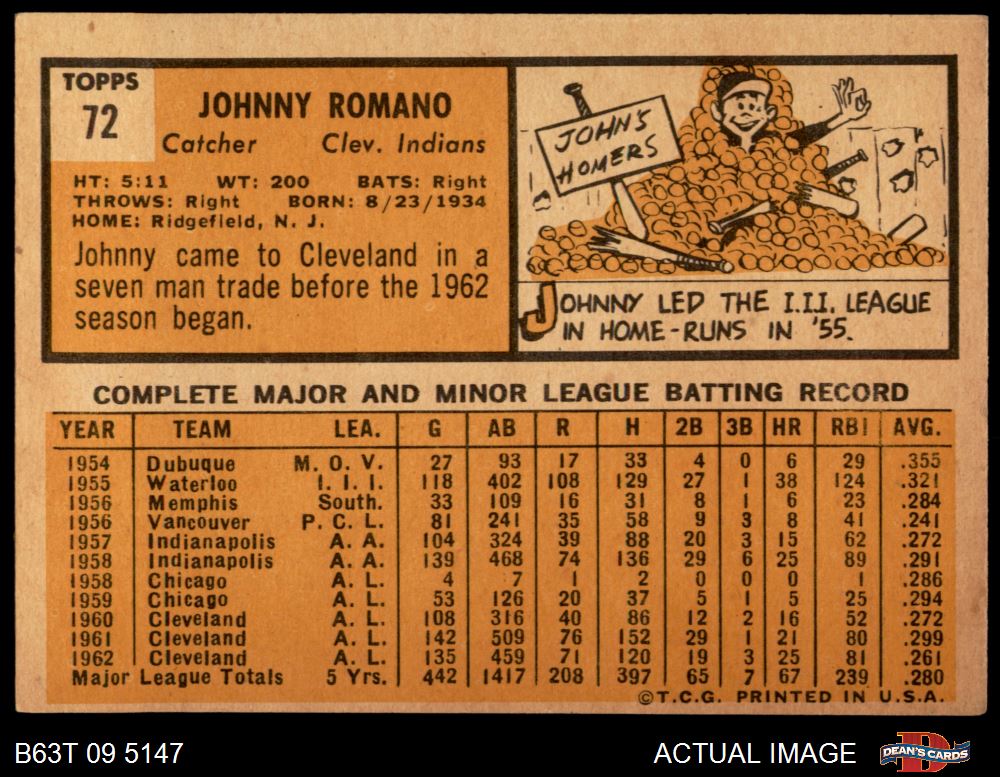 TOPPS
72
JOHNNY ROMANO
Catcher Clev. Indians
HT: 5:11 WT: 200 BATS: Right
THROWS: Right BORN: 8/23/1934
HOME: Ridgefield, N. J.
Johnny came to Cleveland in a
seven man trade before the 1962
season began.
JOHN'S
HOMERS
JOHNNY LED THE I.I.I. LEAGUE
IN HOME-RUNS IN '55.
COMPLETE MAJOR AND MINOR LEAGUE BATTING RECORD
YEAR TEAM LEA. G AB R H 2B 3B HR RBI AVG.
1954 Dubuque M. O. V. 27 93 17 33 4 0 6 29 .355
1955 Waterloo I. I. I. 118 402 108 129 27 1 38 124 .321
1956 Memphis South. 33 109 16 31 8 1 6 23 .284
1956 Vancouver P. C. L. 81 241 35 58 9 3 8 41 .241
1957 Indianapolis A. A. 104 324 39 88 20 3 15 62 .272
1958 Indianapolis A. A. 139 468 74 136 29 6 25 89 .291
1958 Chicago A. L. 4 7 1 2 0 0 0 1 .286
1959 Chicago A. L. 53 126 20 37 5 1 5 25 .294
1960 Cleveland A. L. 108 316 40 86 12 2 16 52 .272
1961 Cleveland A. L. 142 509 76 152 29 1 21 80 .299
1962 Cleveland A. L. 135 459 71 120 19 3 25 81 .261
Major League Totals 5 Yrs. 442 1417 208 397 65 7 67 239 .280
©T.C.G. PRINTED IN U.S.A.
B63T 09 5147 ACTUAL IMAGE DEAN'S CARDS